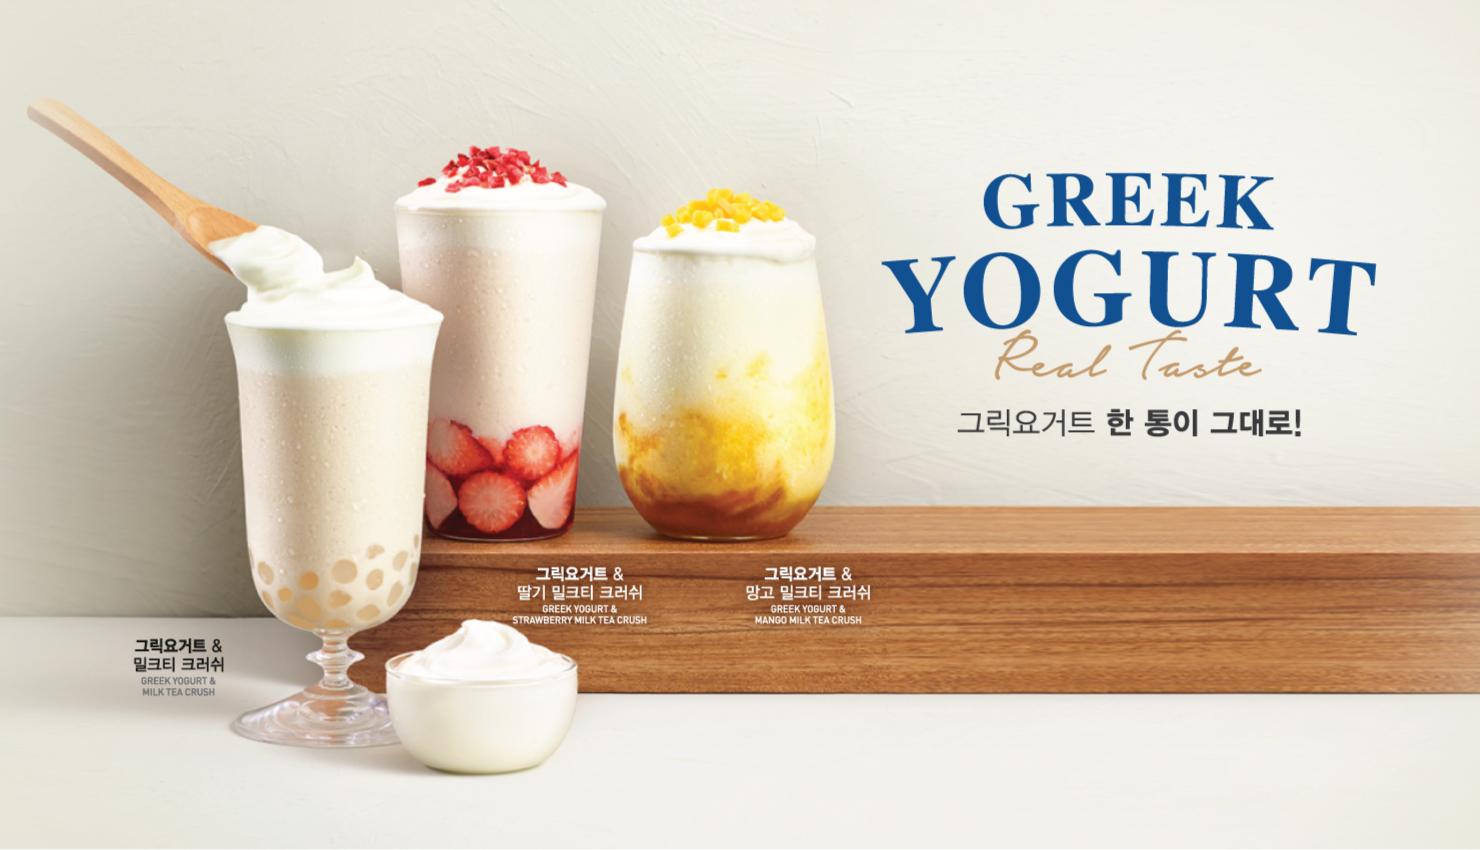 GREEK
YOGURT
Real Taste
그릭요거트 한 통이 그대로!
그릭요거트 &
딸기 밀크티 크러쉬
GREEK YOGURT &
STRAWBERRY MILK TEA CRUSH
그릭요거트 &
망고 밀크티 크러쉬
GREEK YOGURT &
MANGO MILK TEA CRUSH
그릭요거트 &
밀크티 크러쉬
GREEK YOGURT &
MILK TEA CRUSH